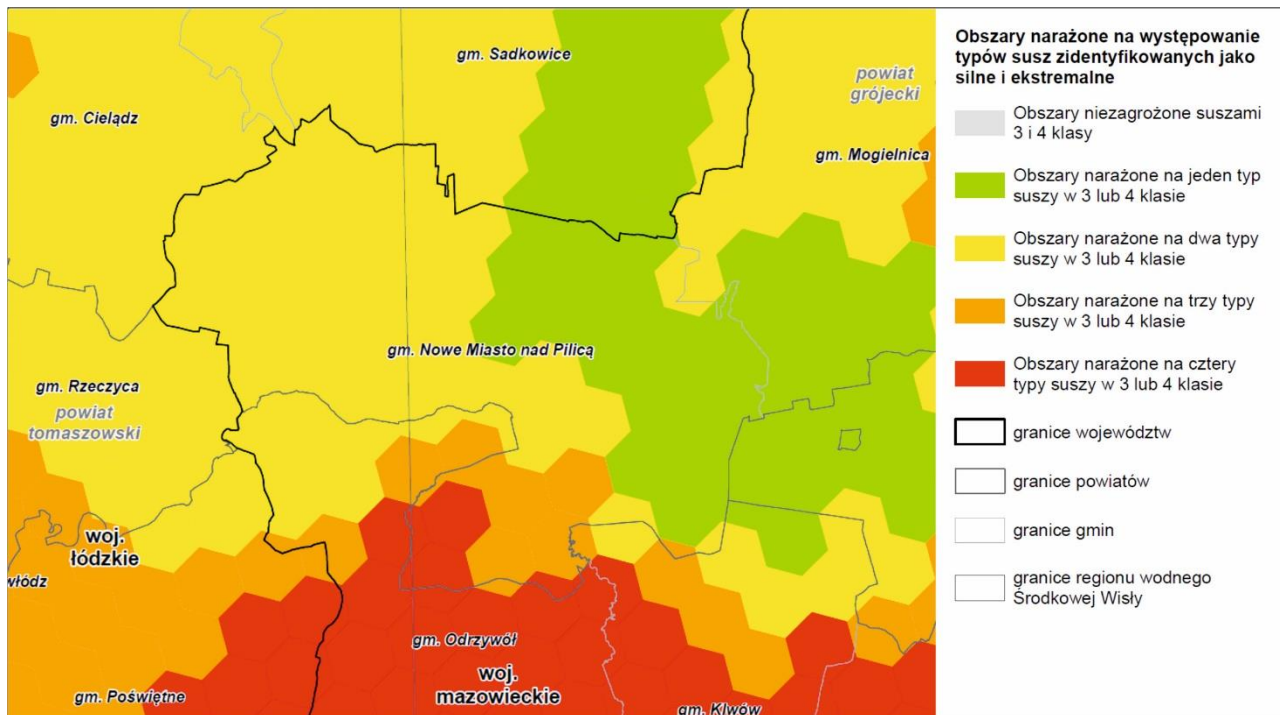 gm. Sadkowice
powiat
grójecki
gm. Cielądz
gm. Mogielnica
gm. Nowe Miasto nad Pilicą
gm. Rzeczyca
powiat
tomaszowski
woj.
łódzkie
włódz
gm. Odrzywół
woj.
mazowieckie
gm. Poświętne
gm. Klwów
Obszary narażone na występowanie
typów susz zidentyfikowanych jako
silne i ekstremalne
Obszary niezagrożone suszami
3 i 4 klasy
Obszary narażone na jeden typ
suszy w 3 lub 4 klasie
Obszary narażone na dwa typy
suszy w 3 lub 4 klasie
Obszary narażone na trzy typy
suszy w 3 lub 4 klasie
Obszary narażone na cztery
typy suszy w 3 lub 4 klasie
granice województw
granice powiatów
granice gmin
granice regionu wodnego
Środkowej Wisły